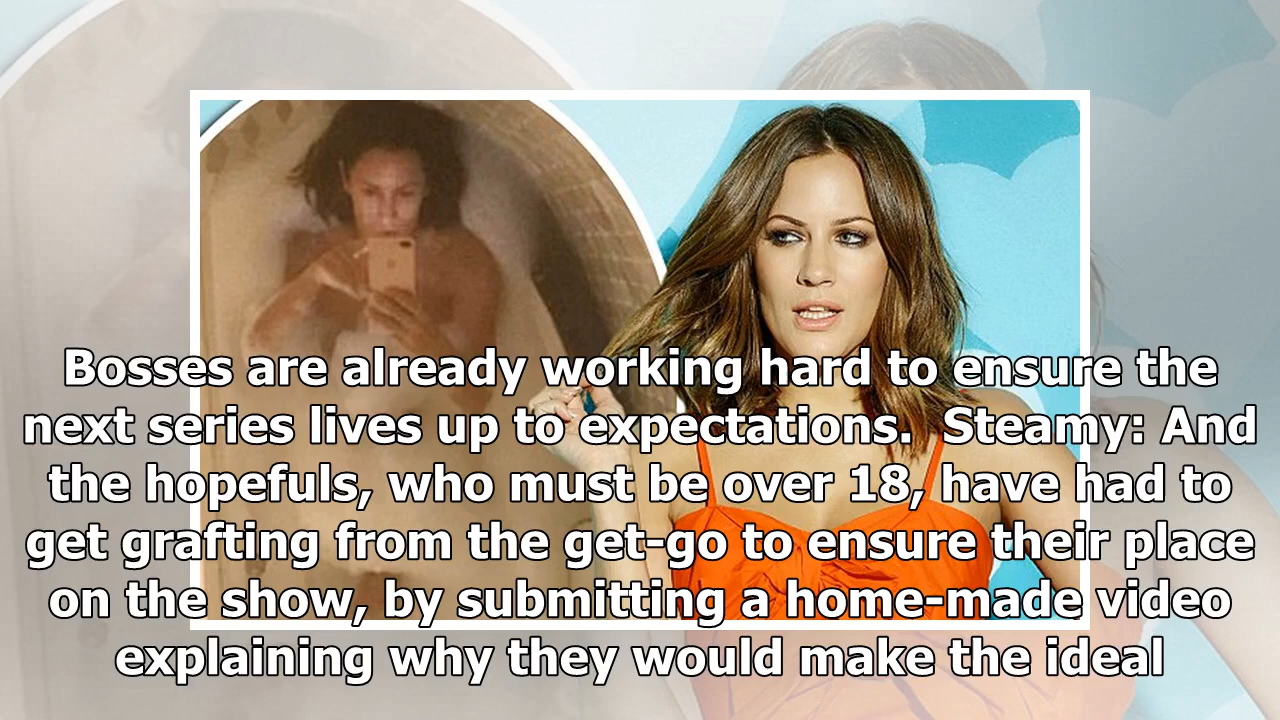 Bosses are already working hard to ensure the
next series lives up to expectations.  Steamy: And
the hopefuls, who must be over 18, have had to
get grafting from the get-go to ensure their place
on the show, by submitting a home-made video
explaining why they would make the ideal